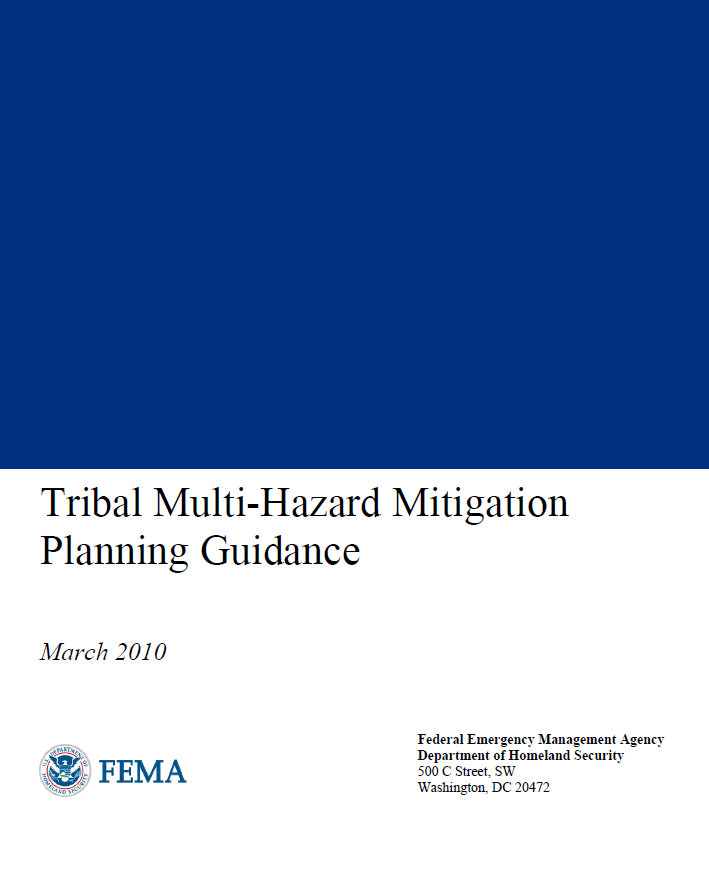 Tribal Multi-Hazard Mitigation
Planning Guidance
March 2010
U.S. DEPARTMENT OF
HOMELAND SECURITY
FEMA
Federal Emergency Management Agency
Department of Homeland Security
500 C Street, SW
Washington, DC 20472